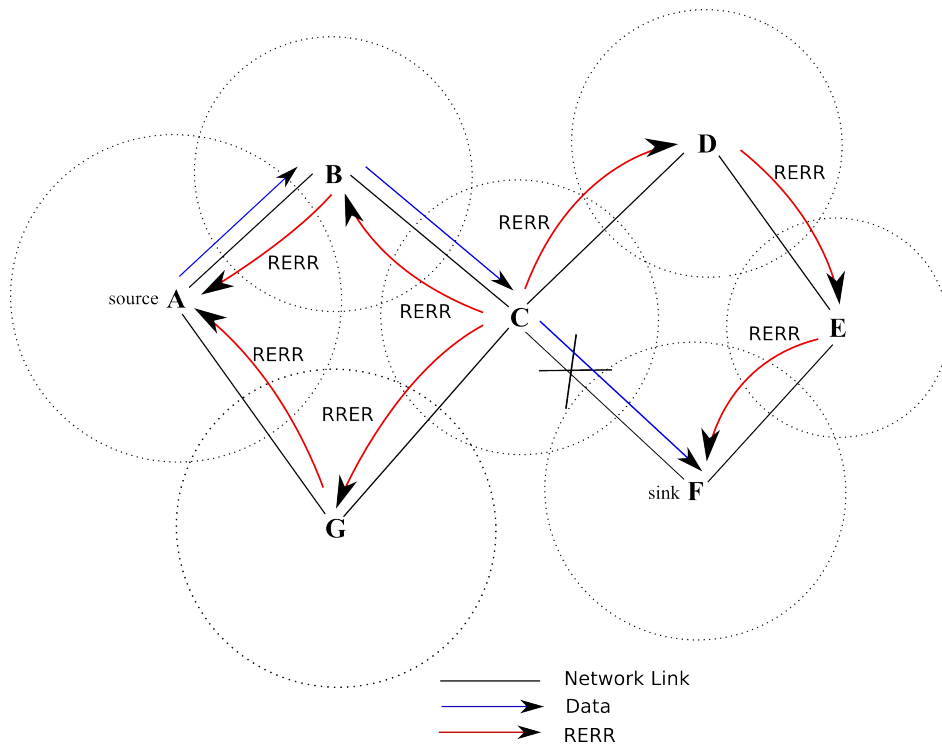 D
B
RERR
RERR
RERR
source A
RERR
C
E
RERR
RERR
RRER
sink F
G
Network Link
Data
RERR